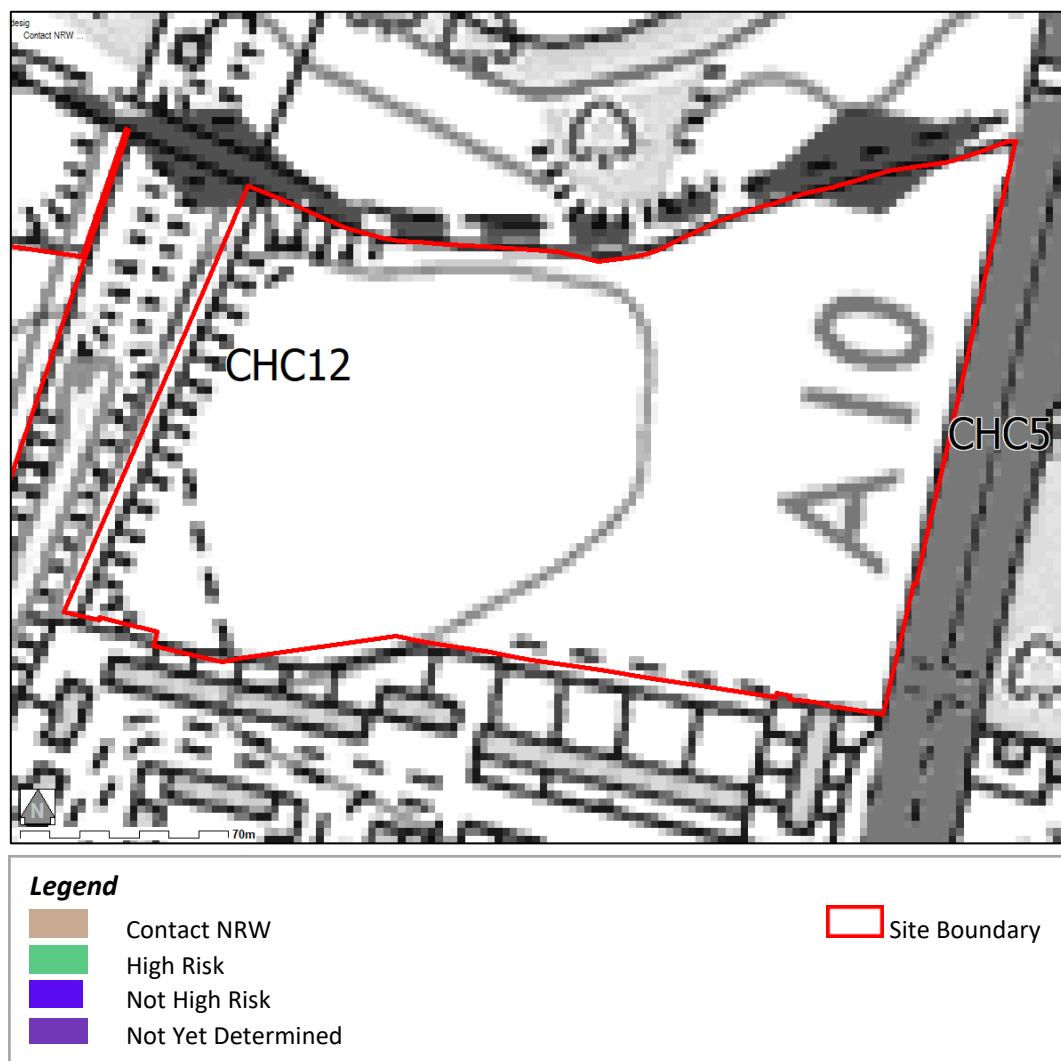 desig
Contact NRW ...
CHC12
A10
CHC5
N
70m
Legend
Contact NRW
High Risk
Not High Risk
Not Yet Determined
Site Boundary